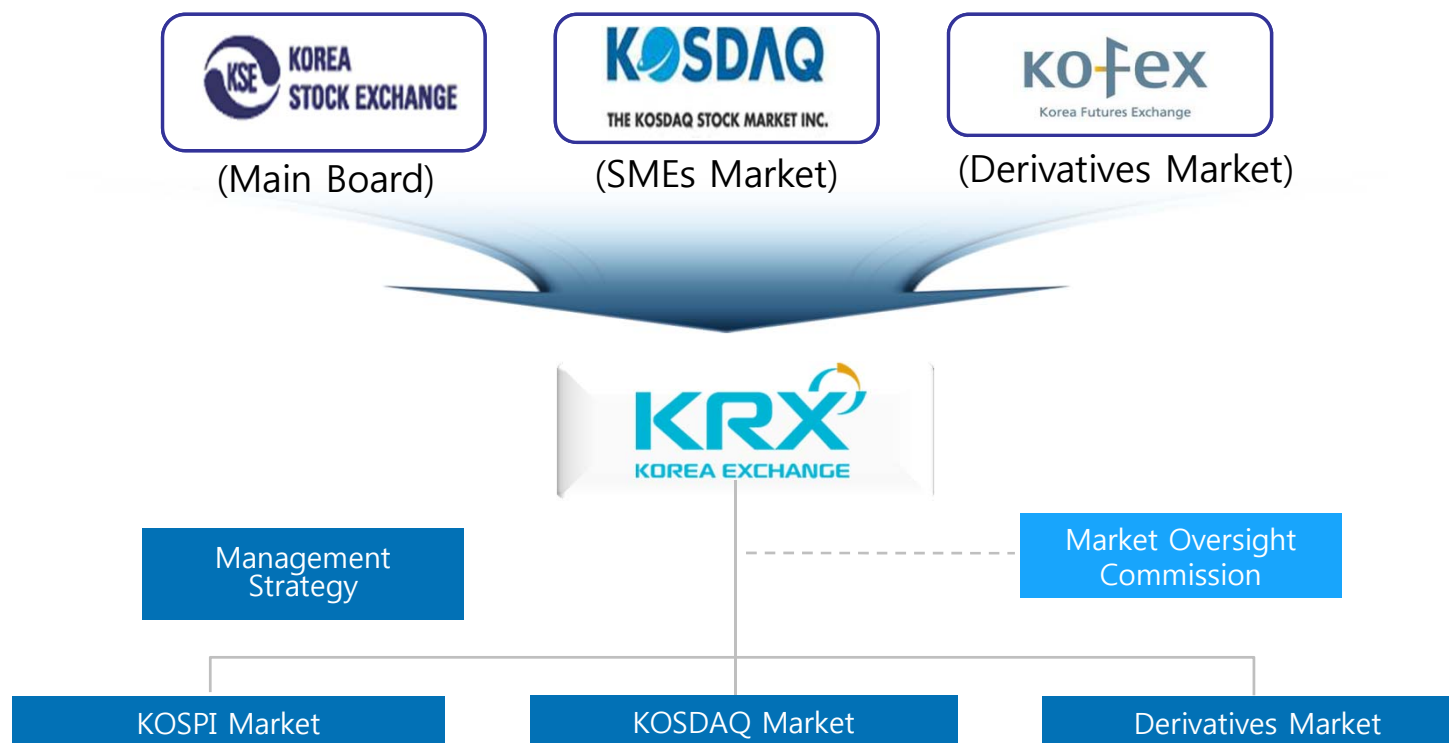 KSE
KOREA
STOCK EXCHANGE
(Main Board)
KOSDAQ
THE KOSDAQ STOCK MARKET INC.
(SMEs Market)
KOFEX
Korea Futures Exchange
(Derivatives Market)
KRX
KOREA EXCHANGE
Management
Strategy
Market Oversight
Commission
KOSPI Market
KOSDAQ Market
Derivatives Market